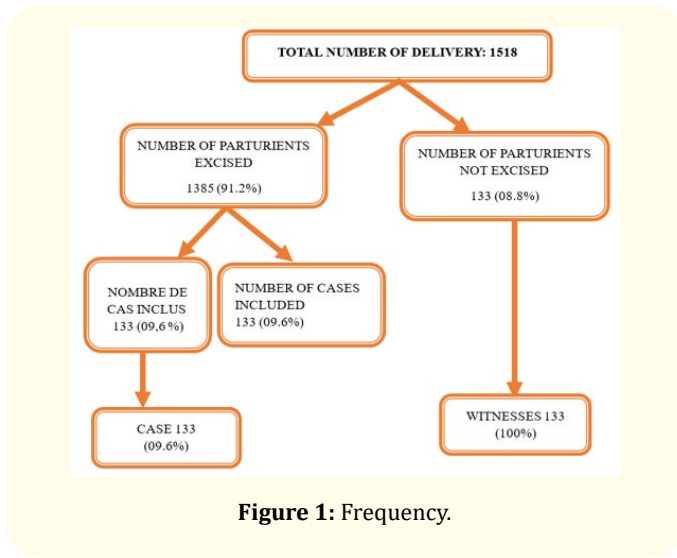 TOTAL NUMBER OF DELIVERY: 1518
NUMBER OF PARTURIENTS
EXCISED
1385 (91.2%)
NUMBER OF PARTURIENTS
NOT EXCISED
133 (08.8%)
NOMBRE DE
CAS INCLUS
133 (09,6 %)
NUMBER OF CASES
INCLUDED
133 (09.6%)
CASE 133
(09.6%)
WITNESSES 133
(100%)
Figure 1: Frequency.